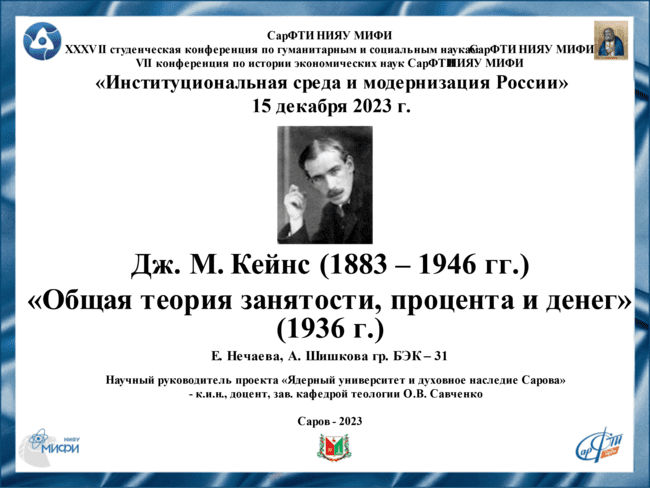 СарФТИ НИЯУ МИФИ
XXXVII студенческая конференция по гуманитарным и социальным наукам СарФТИ НИЯУ МИФИ
VII конференция по истории экономических наук СарФТИ НИЯУ МИФИ
«Институциональная среда и модернизация России»
15 декабря 2023 г.
Дж. М. Кейнс (1883 – 1946 гг.)
«Общая теория занятости, процента и денег»
(1936 г.)
Е. Нечаева, А. Шишкова гр. БЭК – 31
Научный руководитель проекта «Ядерный университет и духовное наследие Сарова»
- к.и.н., доцент, зав. кафедрой теологии О.В. Савченко
Саров - 2023
НИЯУ
МИФИ
СарФТИ